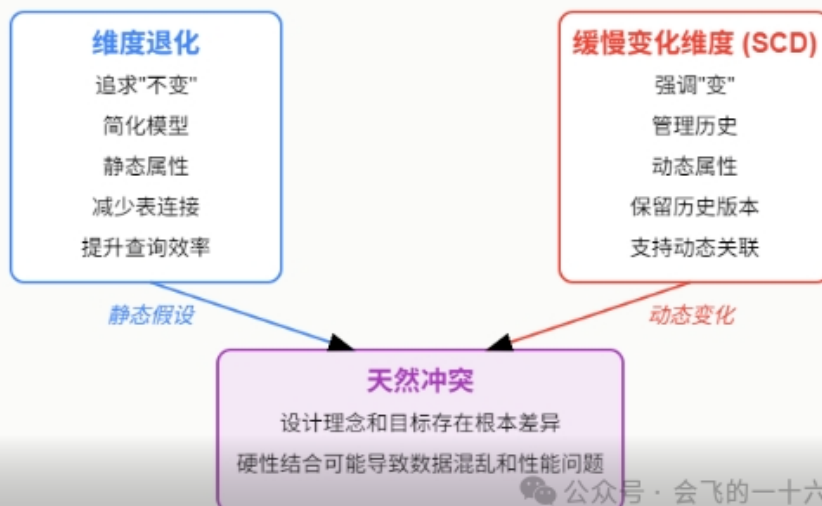 维度退化
追求"不变"
简化模型
静态属性
减少表连接
提升查询效率
缓慢变化维度 (SCD)
强调"变"
管理历史
动态属性
保留历史版本
支持动态关联
静态假设
动态变化
天然冲突
设计理念和目标存在根本差异
硬性结合可能导致数据混乱和性能问题
公众号 · 会飞的一十六